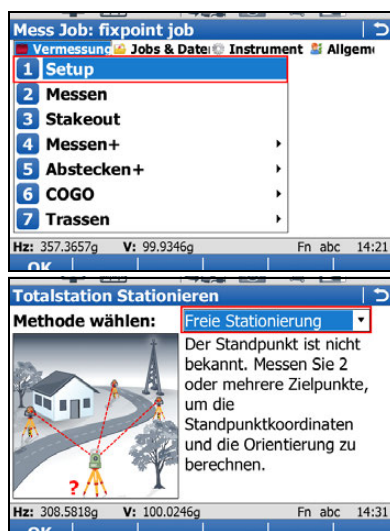 Mess Job: fixpoint job
Vermessung Jobs & Datei Instrument Allgem
1 Setup
2 Messen
3 Stakeout
4 Messen+
5 Abstecken+
6 COGO
7 Trassen
Hz: 357.3657g V: 99.9346g Fn abc 14:21
OK
Totalstation Stationieren
Methode wählen: Freie Stationierung
Der Standpunkt ist nicht
bekannt. Messen Sie 2
oder mehrere Zielpunkte,
um die
Standpunktkoordinaten
und die Orientierung zu
berechnen.
?
Hz: 308.5818g V: 100.0246g Fn abc 14:31
OK